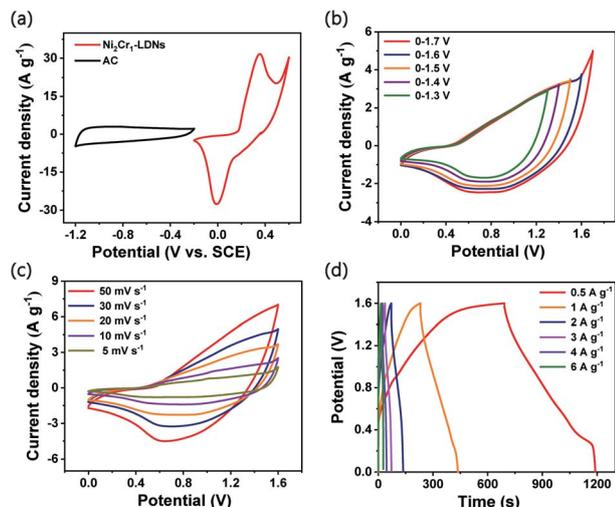 (a)
Ni₂Cr₁-LDNs
AC
Current density (A g⁻¹)
30
15
0
-15
-30
-1.2 -0.8 -0.4 0.0 0.4
Potential (V vs. SCE)
(b)
0-1.7 V
0-1.6 V
0-1.5 V
0-1.4 V
0-1.3 V
Current density (A g⁻¹)
6
4
2
0
-2
-4
0.0 0.4 0.8 1.2 1.6
Potential (V)
(c)
50 mV s⁻¹
30 mV s⁻¹
20 mV s⁻¹
10 mV s⁻¹
5 mV s⁻¹
Current density (A g⁻¹)
9
6
3
0
-3
-6
0.0 0.4 0.8 1.2 1.6
Potential (V)
(d)
0.5 A g⁻¹
1 A g⁻¹
2 A g⁻¹
3 A g⁻¹
4 A g⁻¹
6 A g⁻¹
Potential (V)
2.0
1.6
1.2
0.8
0.4
0.0
0 300 600 900 1200
Time (s)